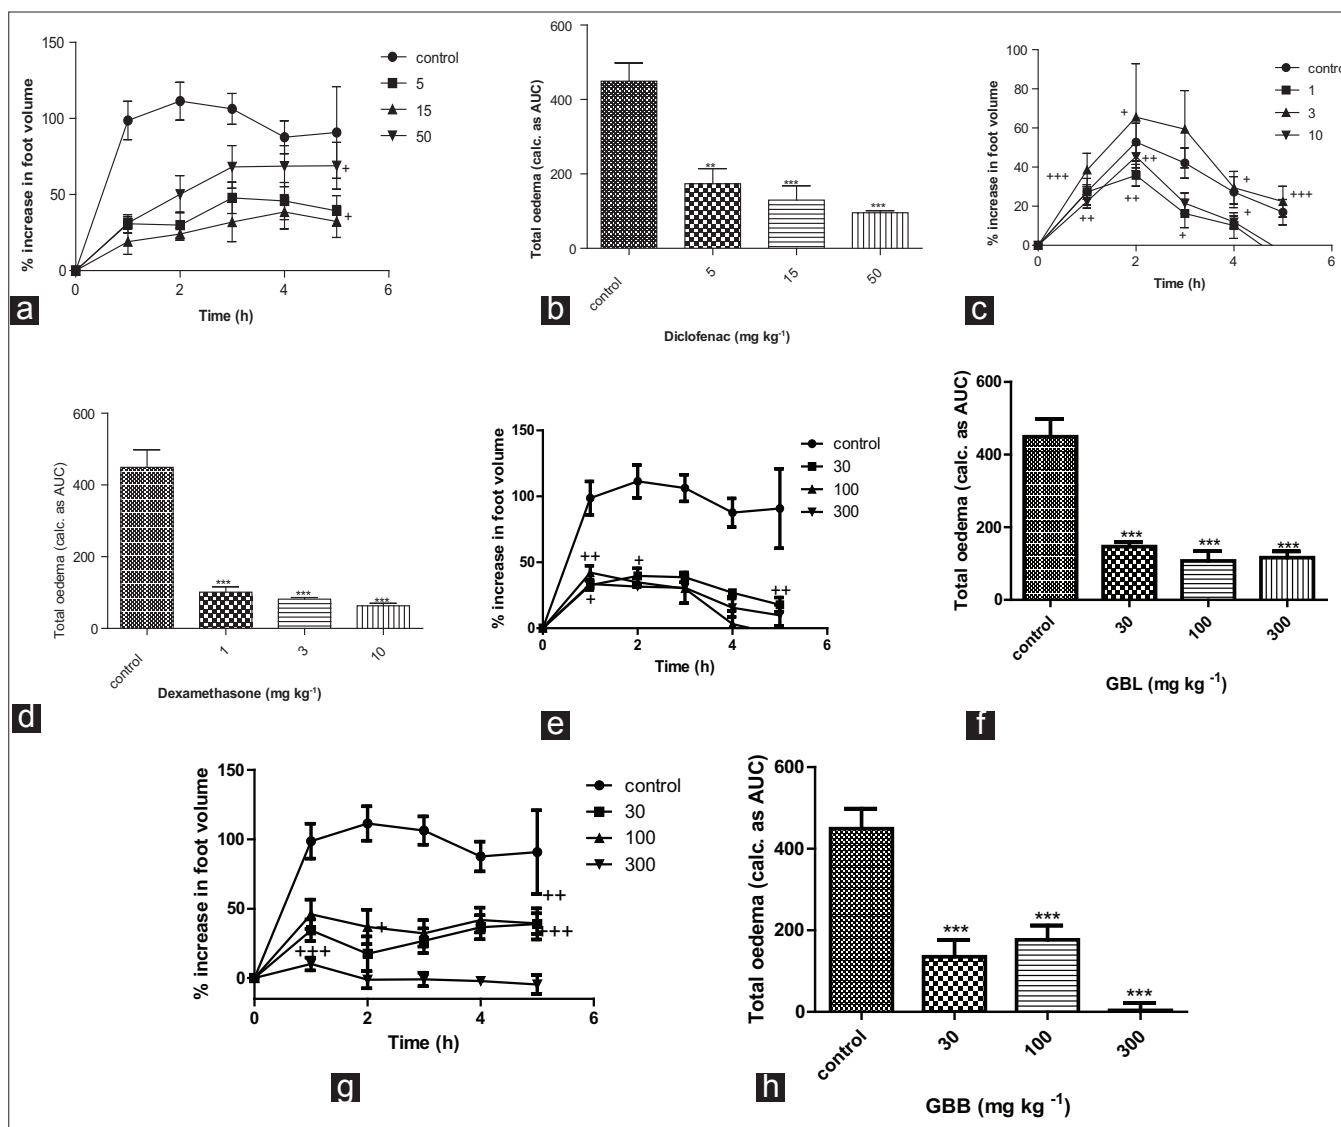 150
100
50
0
% increase in foot volume
0 2 4 6
Time (h)
control
5
15
50
+
+
a
600
400
200
0
Total oedema (calc. as AUC)
**
***
***
control 5 15 50
Diclofenac (mg kg⁻¹)
b
100
80
60
40
20
0
% increase in foot volume
0 2 4 6
Time (h)
contro
1
3
10
+
+++
++
++
++
+
+
+
+++
c
600
400
200
0
Total oedema (calc. as AUC)
***
***
***
control 1 3 10
Dexamethasone (mg kg⁻¹)
d
150
100
50
0
% increase in foot volume
0 2 4 6
Time (h)
control
30
100
300
++
+
+
++
e
600
400
200
0
Total oedema (calc. as AUC)
***
***
***
control 30 100 300
GBL (mg kg ⁻¹)
f
150
100
50
0
% increase in foot volume
0 2 4 6
Time (h)
control
30
100
300
++
+
+++
+++
g
600
400
200
0
Total oedema (calc. as AUC)
***
***
***
control 30 100 300
GBB (mg kg ⁻¹)
h